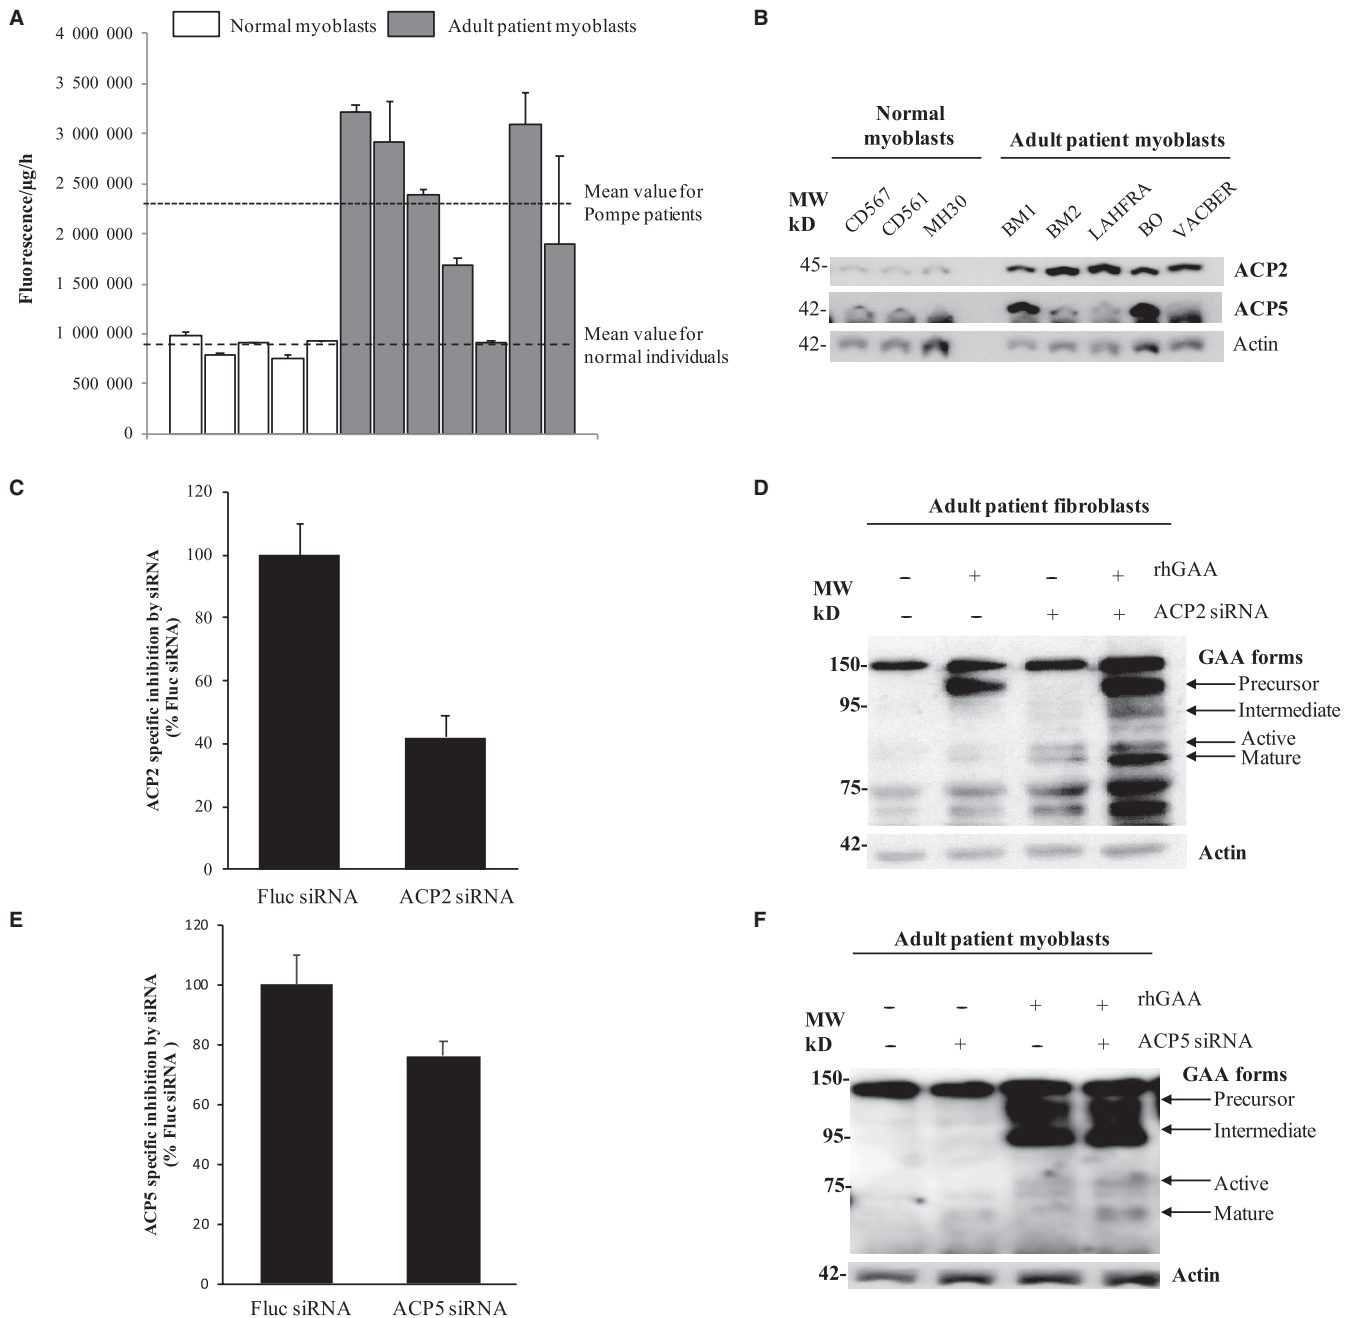 A
Normal myoblasts
Adult patient myoblasts
4 000 000
3 500 000
3 000 000
2 500 000
2 000 000
1 500 000
1 000 000
500 000
0
Fluorescence/µg/h
Mean value for
Pompe patients
Mean value for
normal individuals
B
Normal
myoblasts
Adult patient myoblasts
MW
kD
CD567
CD561
MH30
BM1
BM2
LAHFRA
BO
VACBER
45-
ACP2
42-
ACP5
42-
Actin
C
120
100
80
60
40
20
0
ACP2 specific inhibition by siRNA
(% Fluc siRNA)
Fluc siRNA
ACP2 siRNA
D
Adult patient fibroblasts
MW
kD
- + - + rhGAA
- - + + ACP2 siRNA
150-
GAA forms
Precursor
95-
Intermediate
Active
Mature
75-
42-
Actin
E
120
100
80
60
40
20
0
ACP5 specific inhibition by siRNA
(% Fluc siRNA )
Fluc siRNA
ACP5 siRNA
F
Adult patient myoblasts
MW
kD
- - + + rhGAA
- + - + ACP5 siRNA
150-
GAA forms
Precursor
95-
Intermediate
75-
Active
Mature
42-
Actin